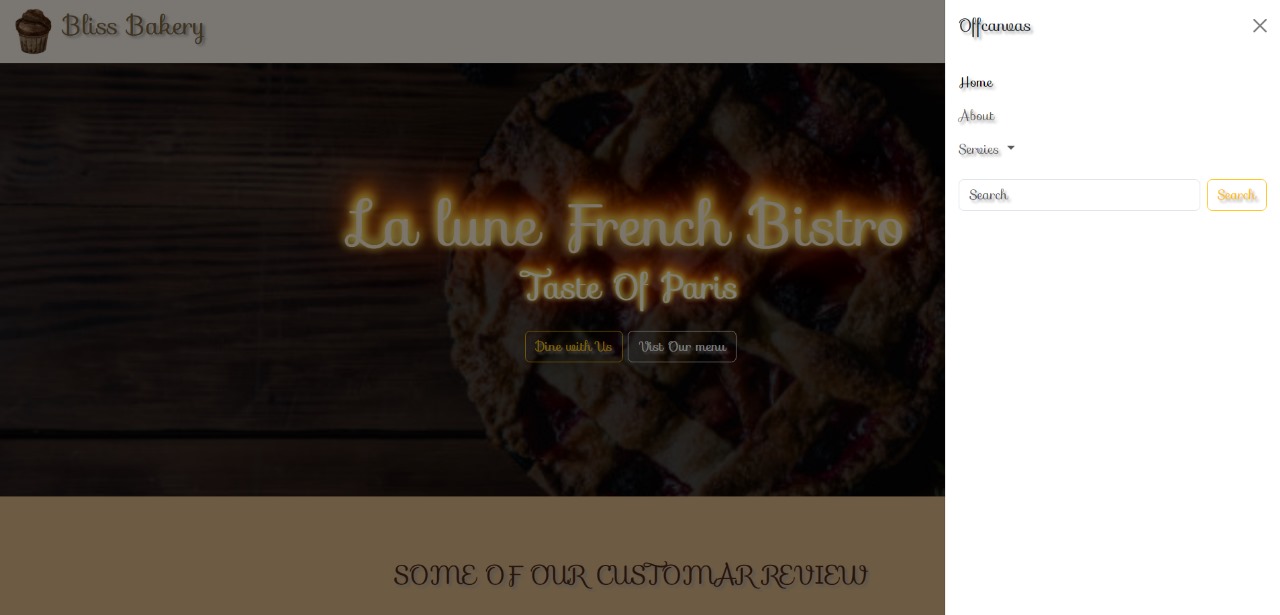 Bliss Bakery
La lune French Bistro
Taste Of Paris
Dine with Us
Vist Our menu
SOME OF OUR CUSTOMAR REVIEW
Offcanvas
Home
About
Servies
Search
Search